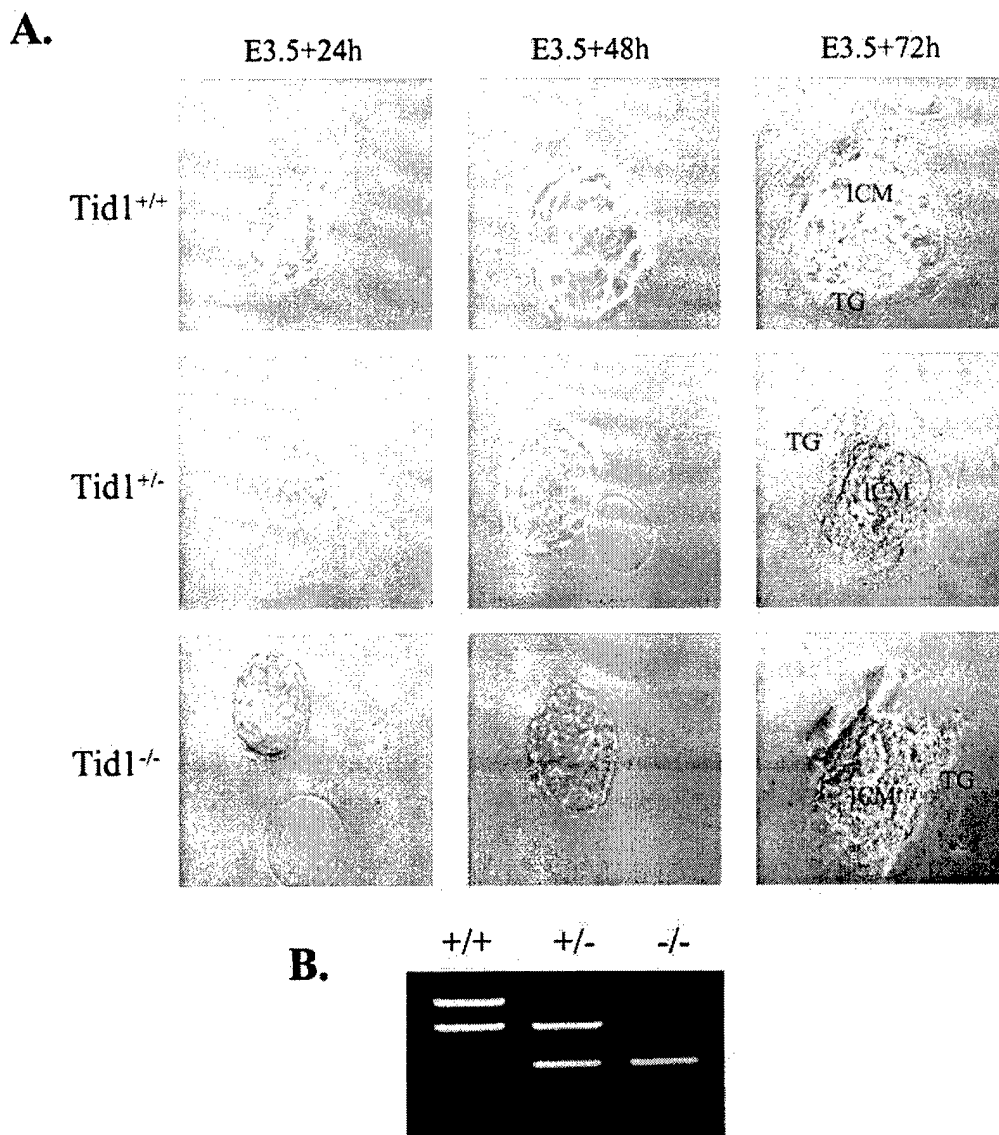 A.
E3.5+24h E3.5+48h E3.5+72h
Tid1+/+
ICM
TG
Tid1+/-
TG
ICM
Tid1-/-
ICM
TG
B.
+/+ +/- -/-